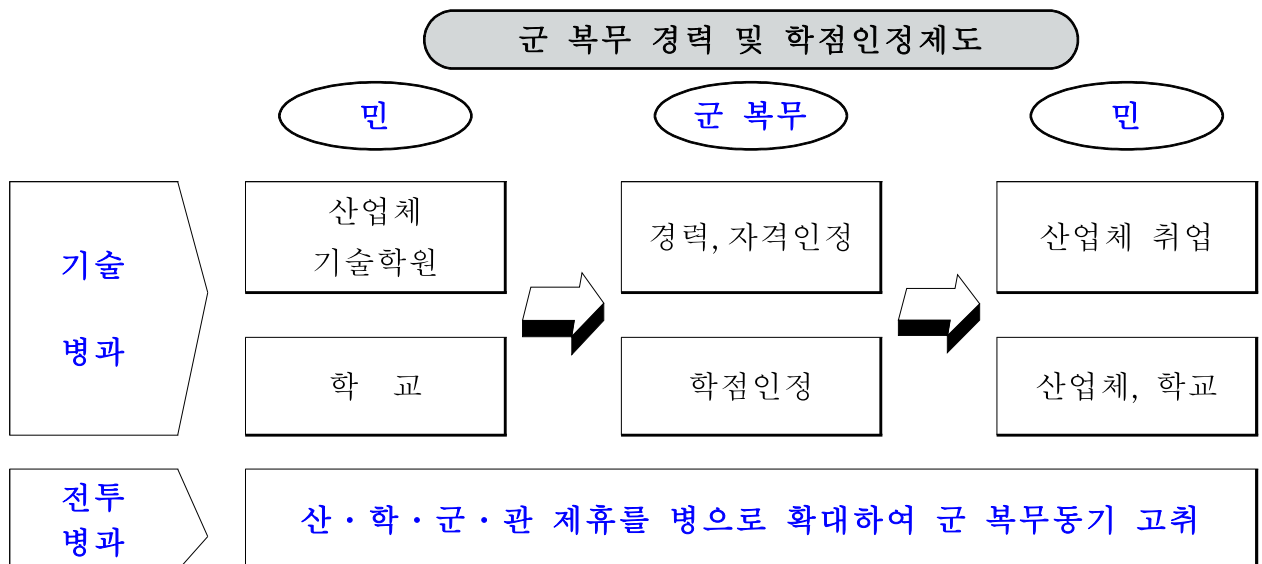 군 복무 경력 및 학점인정제도
민
군 복무
민
기술
병과
산업체
기술학원
경력, 자격인정
산업체 취업
학 교
학점인정
산업체, 학교
전투
병과
산·학·군·관 제휴를 병으로 확대하여 군 복무동기 고취